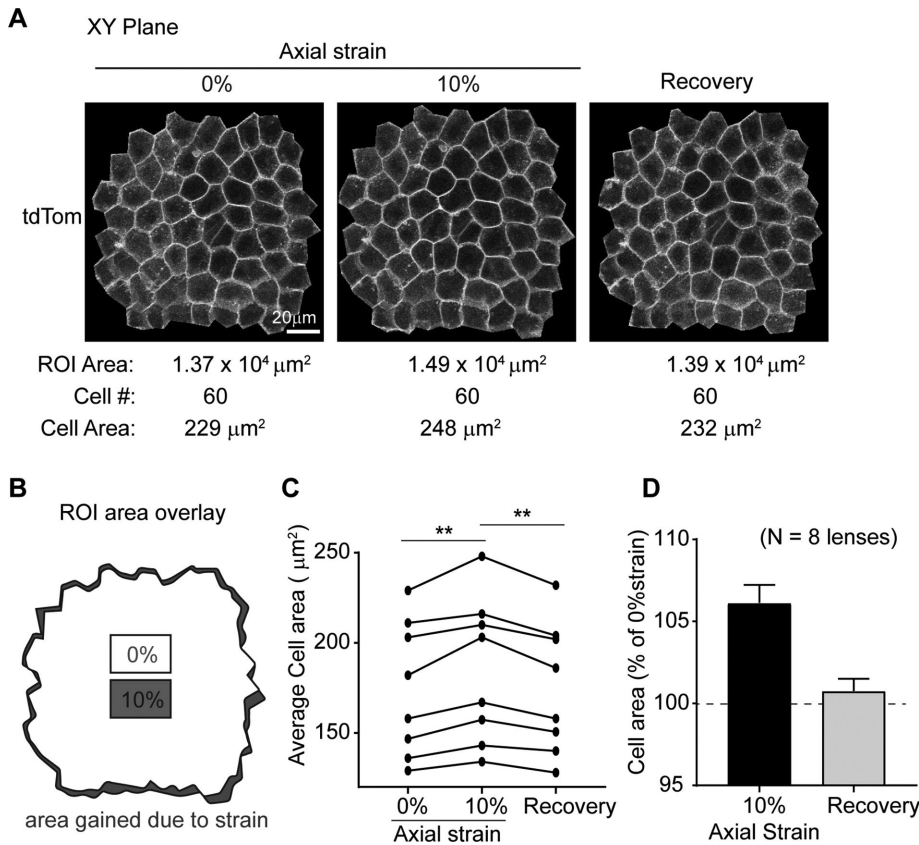 A
XY Plane
Axial strain
0% 10% Recovery
tdTom
20μm
ROI Area: 1.37 x 10⁴ μm² 1.49 x 10⁴ μm² 1.39 x 10⁴ μm²
Cell #: 60 60 60
Cell Area: 229 μm² 248 μm² 232 μm²
B
ROI area overlay
0%
10%
area gained due to strain
C
Average Cell area ( μm²)
250
200
150
** **
0% 10% Recovery
Axial strain
D
(N = 8 lenses)
Cell area (% of 0%strain)
110
105
100
95
10% Recovery
Axial Strain